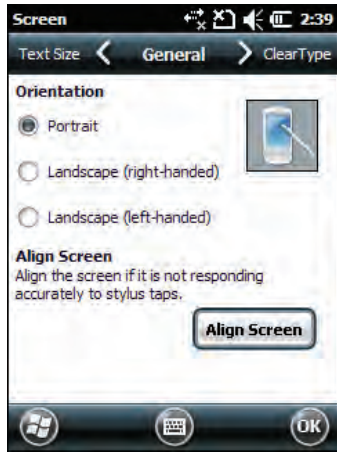 Screen 2:39
Text Size General ClearType
Orientation
Portrait
Landscape (right-handed)
Landscape (left-handed)
Align Screen
Align the screen if it is not responding
accurately to stylus taps.
Align Screen
OK